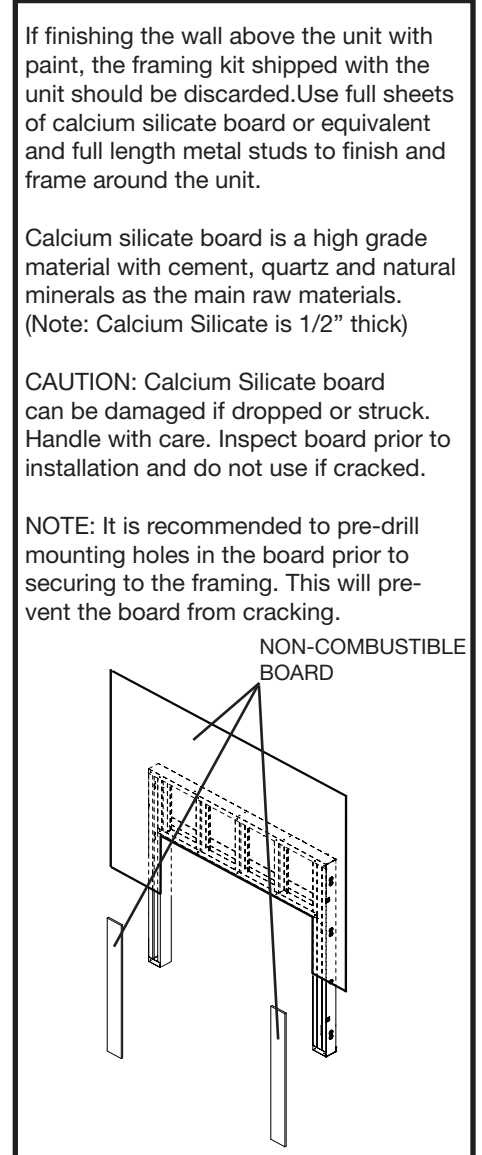 If finishing the wall above the unit with
paint, the framing kit shipped with the
unit should be discarded.Use full sheets
of calcium silicate board or equivalent
and full length metal studs to finish and
frame around the unit.
Calcium silicate board is a high grade
material with cement, quartz and natural
minerals as the main raw materials.
(Note: Calcium Silicate is 1/2” thick)
CAUTION: Calcium Silicate board
can be damaged if dropped or struck.
Handle with care. Inspect board prior to
installation and do not use if cracked.
NOTE: It is recommended to pre-drill
mounting holes in the board prior to
securing to the framing. This will pre-
vent the board from cracking.
NON-COMBUSTIBLE
BOARD